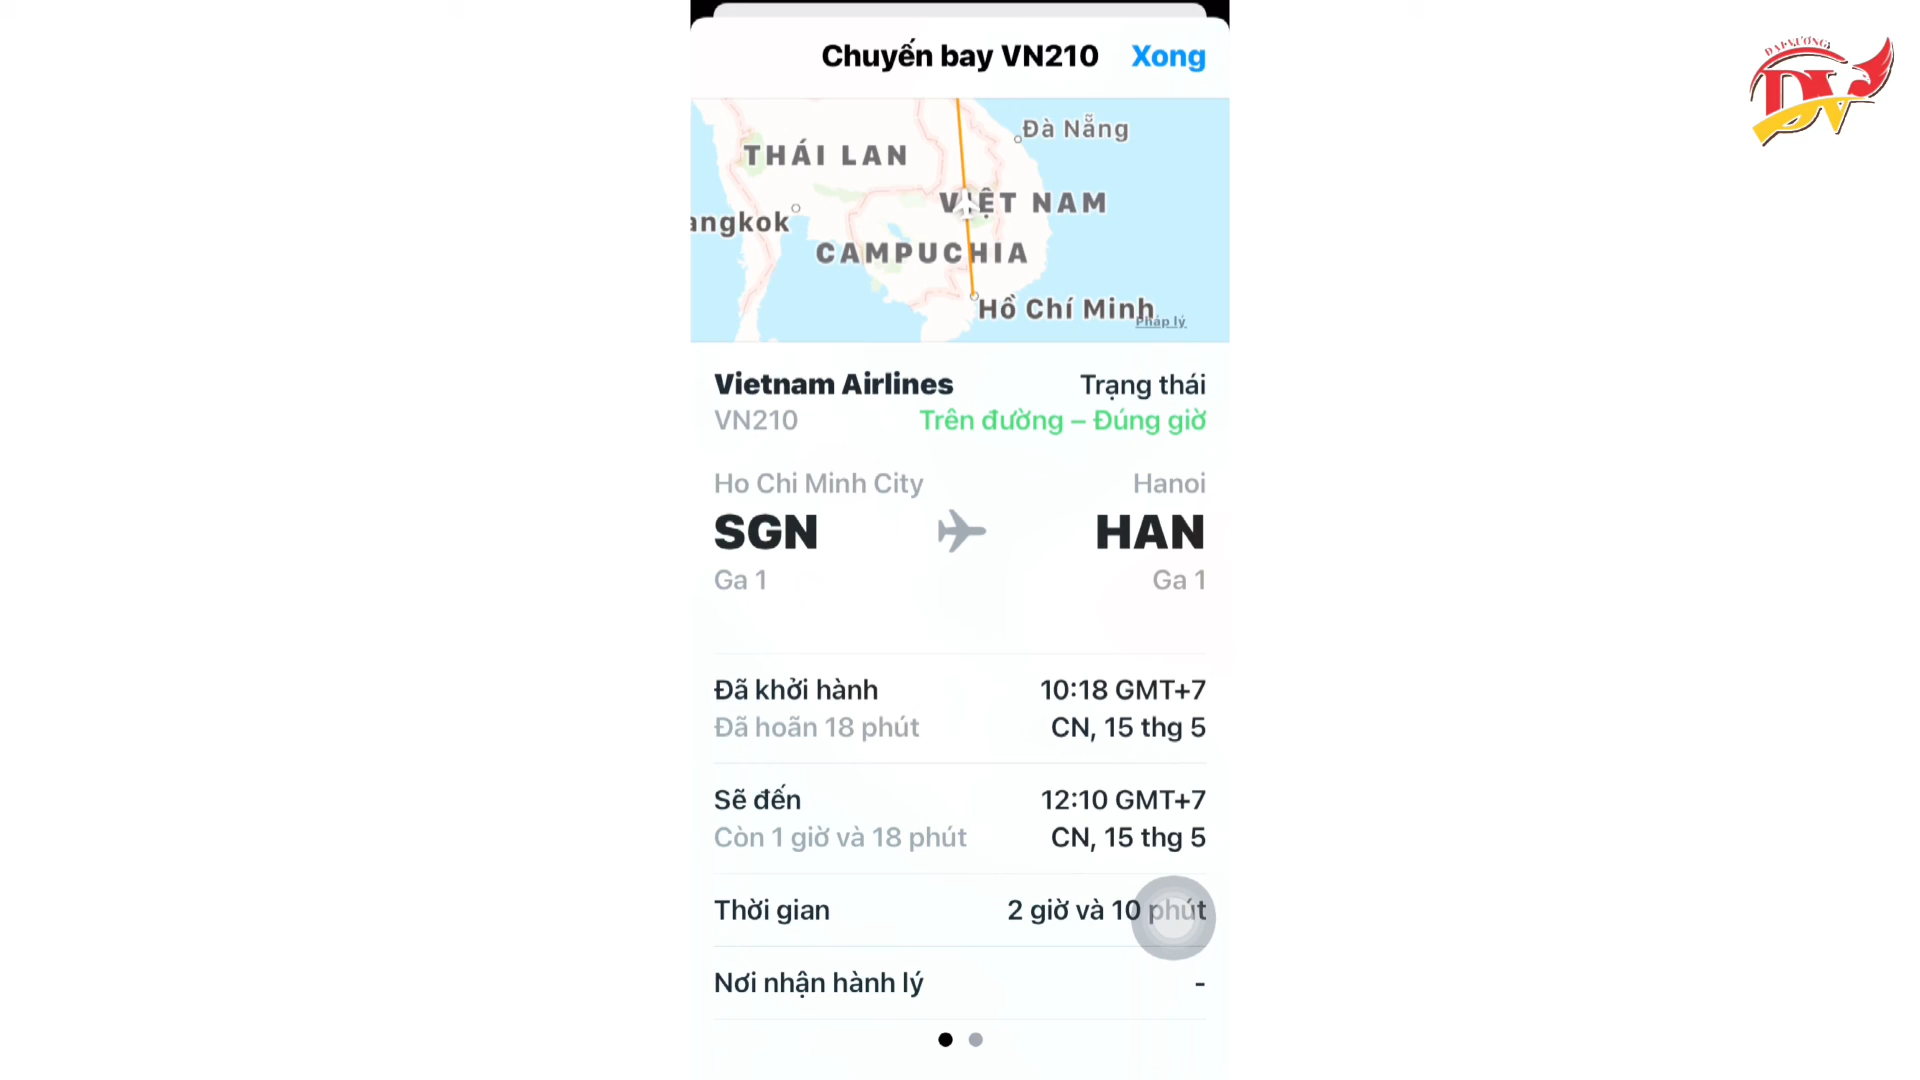 Chuyến bay VN210 Xong
ĐẠI VƯƠNG
DV
Đà Nẵng
THÁI LAN
VIỆT NAM
angkok
CAMPUCHIA
Hồ Chí Minh
Pháp lý
Vietnam Airlines Trạng thái
VN210 Trên đường – Đúng giờ
Ho Chi Minh City Hanoi
SGN HAN
Ga 1 Ga 1
Đã khởi hành 10:18 GMT+7
Đã hoãn 18 phút CN, 15 thg 5
Sẽ đến 12:10 GMT+7
Còn 1 giờ và 18 phút CN, 15 thg 5
Thời gian 2 giờ và 10 phút
Nơi nhận hành lý -